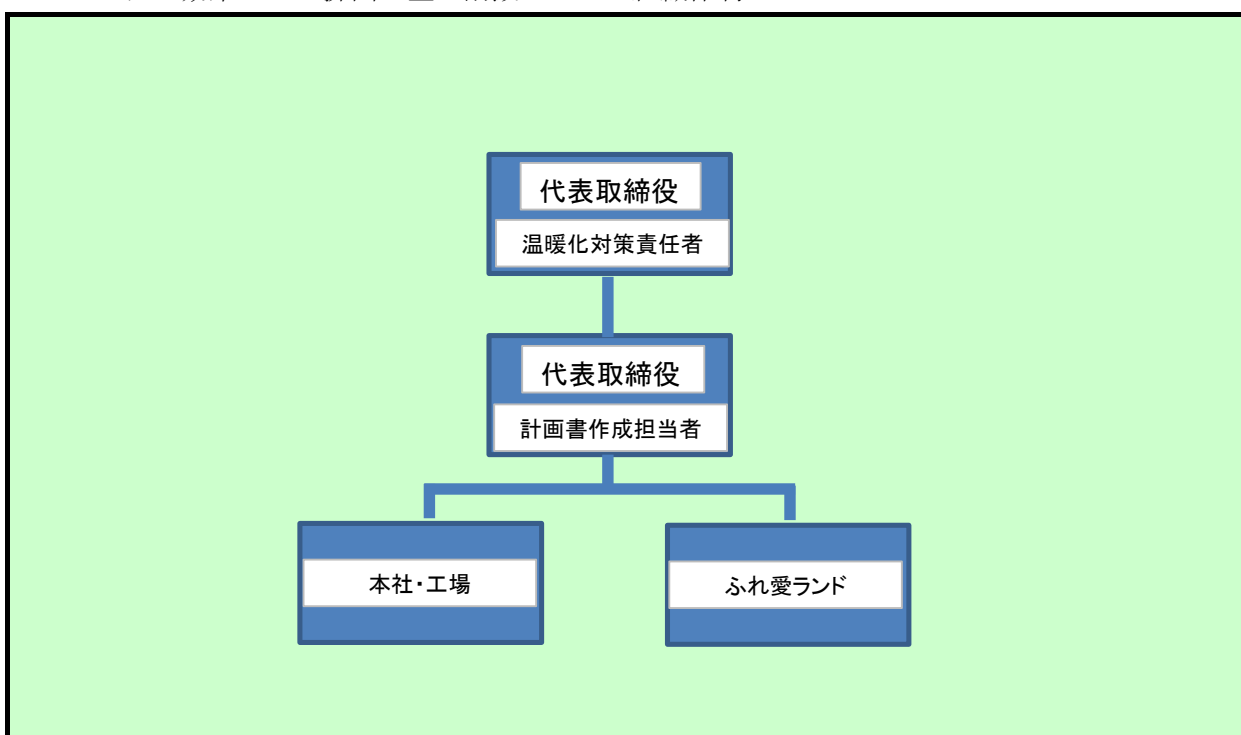 代表取締役
温暖化対策責任者
代表取締役
計画書作成担当者
本社・工場
ふれ愛ランド